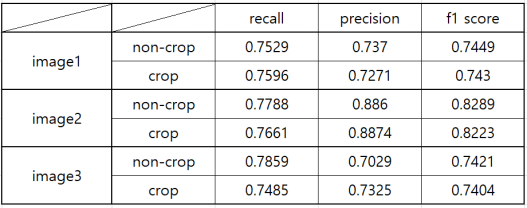 recall precision f1 score
image1
non-crop 0.7529 0.737 0.7449
crop 0.7596 0.7271 0.743
image2
non-crop 0.7788 0.886 0.8289
crop 0.7661 0.8874 0.8223
image3
non-crop 0.7859 0.7029 0.7421
crop 0.7485 0.7325 0.7404